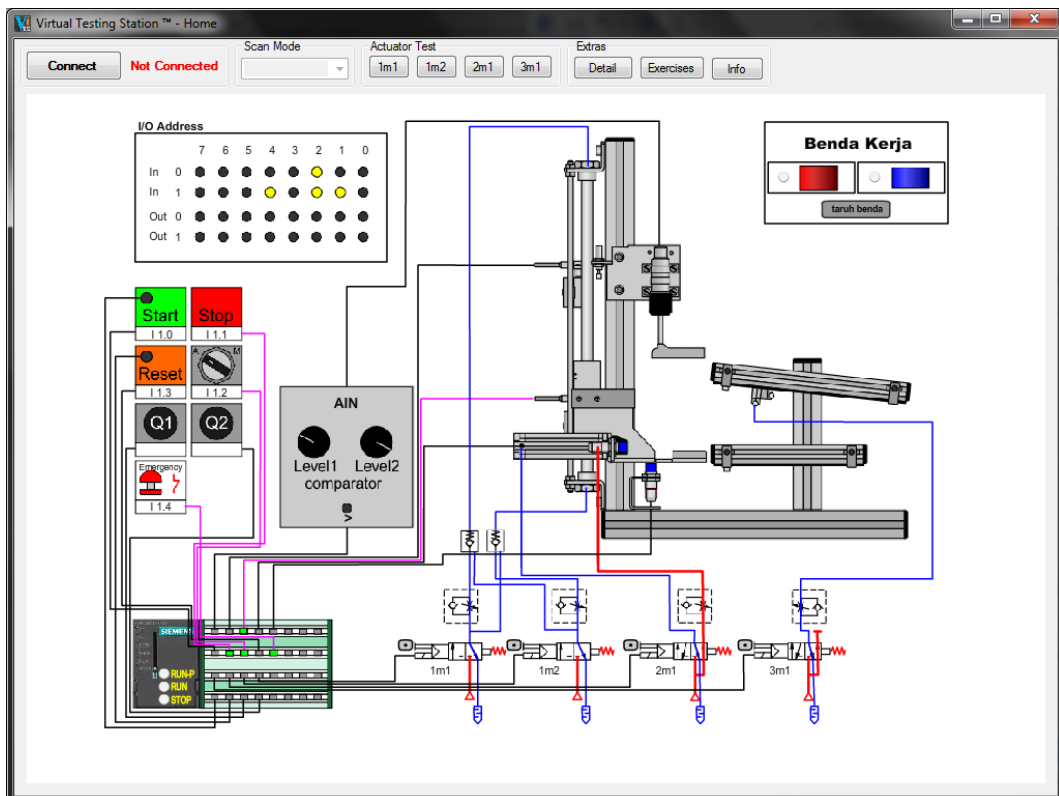 Virtual Testing Station ™ - Home
Connect
Not Connected
Scan Mode
Actuator Test
1m1 1m2 2m1 3m1
Extras
Detail Exercises Info
I/O Address
7 6 5 4 3 2 1 0
In 0
In 1
Out 0
Out 1
Benda Kerja
taruh benda
Start Stop
I 1.0 I 1.1
Reset A M
I 1.3 I 1.2
Q1 Q2
Emergency
I 1.4
AIN
Level1 Level2
comparator
V
SIEMENS
RUN-P
RUN
STOP
1m1 1m2 2m1 3m1